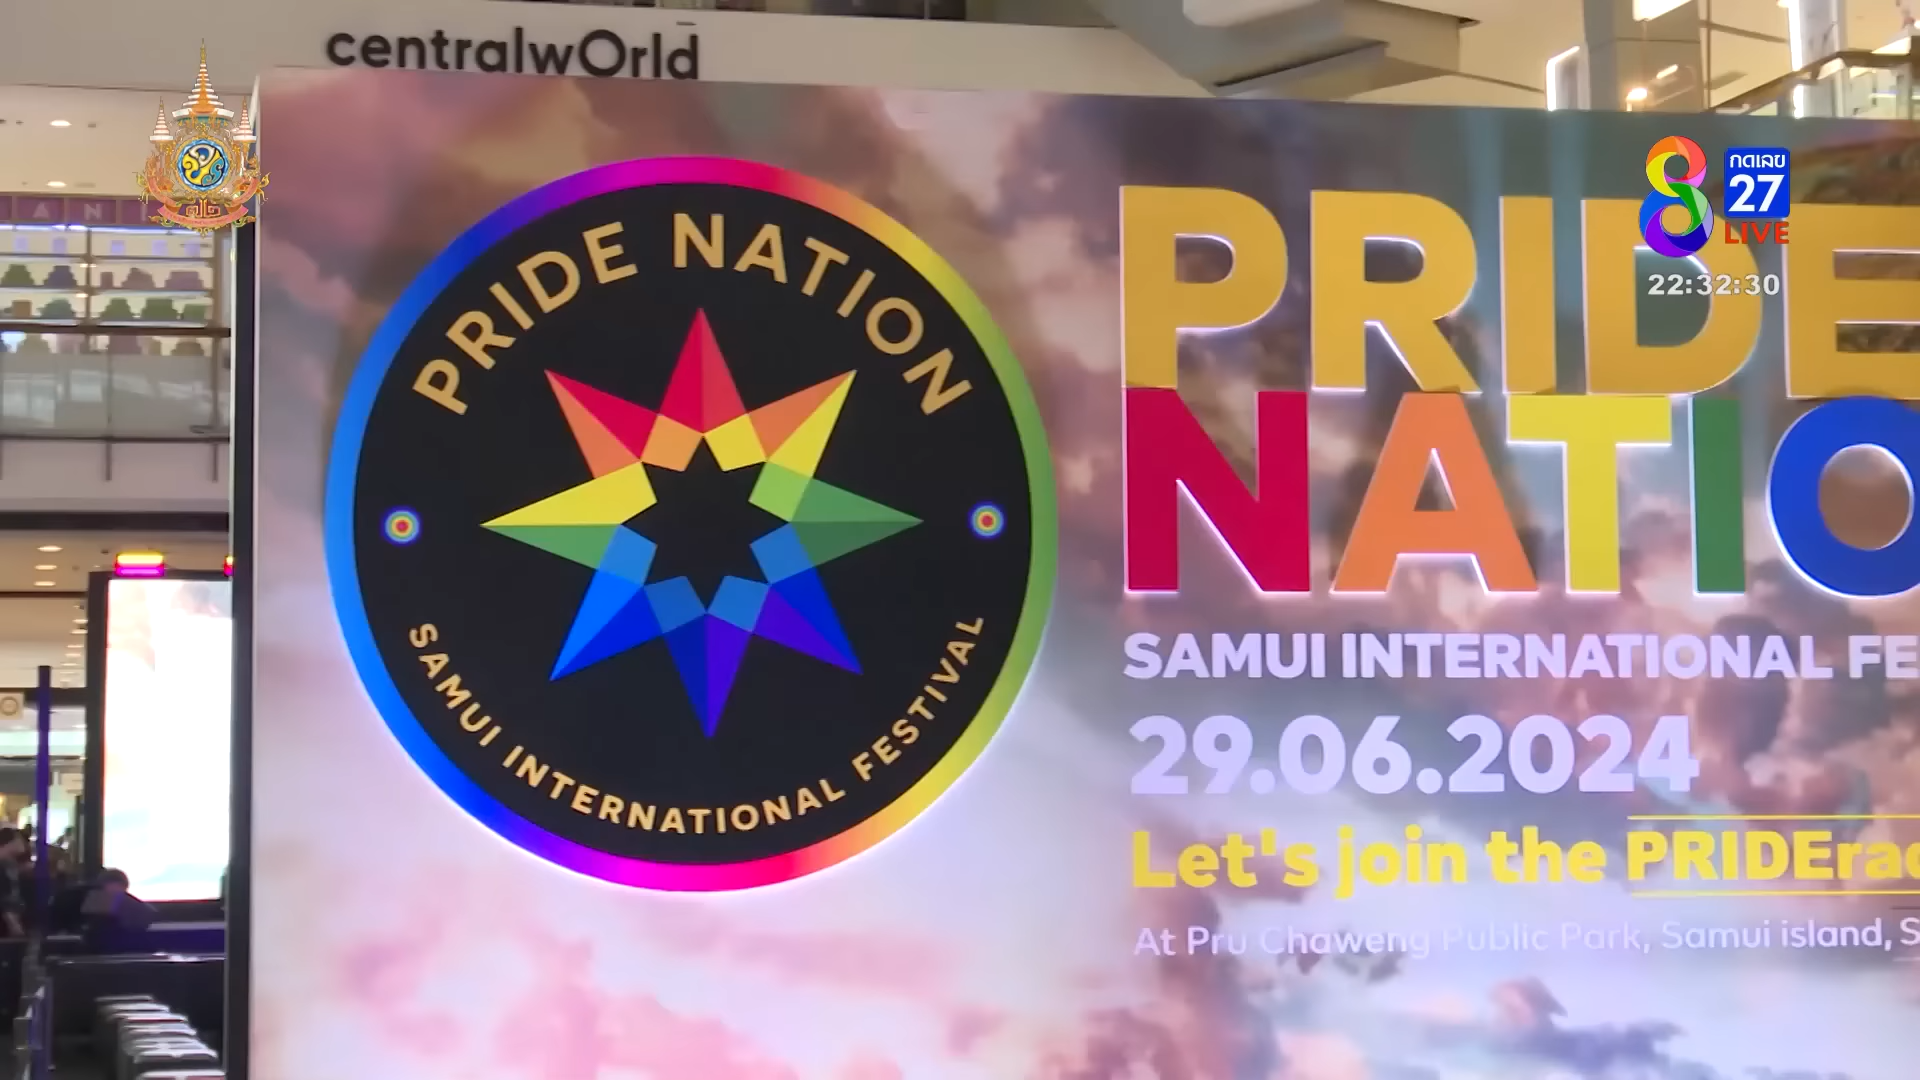 centralwOrld
กดเลข
27
LIVE
22:32:30
PRIDE NATION
SAMUI INTERNATIONAL FESTIVAL
PRIDE
NATIO
SAMUI INTERNATIONAL FE
29.06.2024
Let's join the PRIDErad
At Pru Chaweng Public Park, Samui island, S